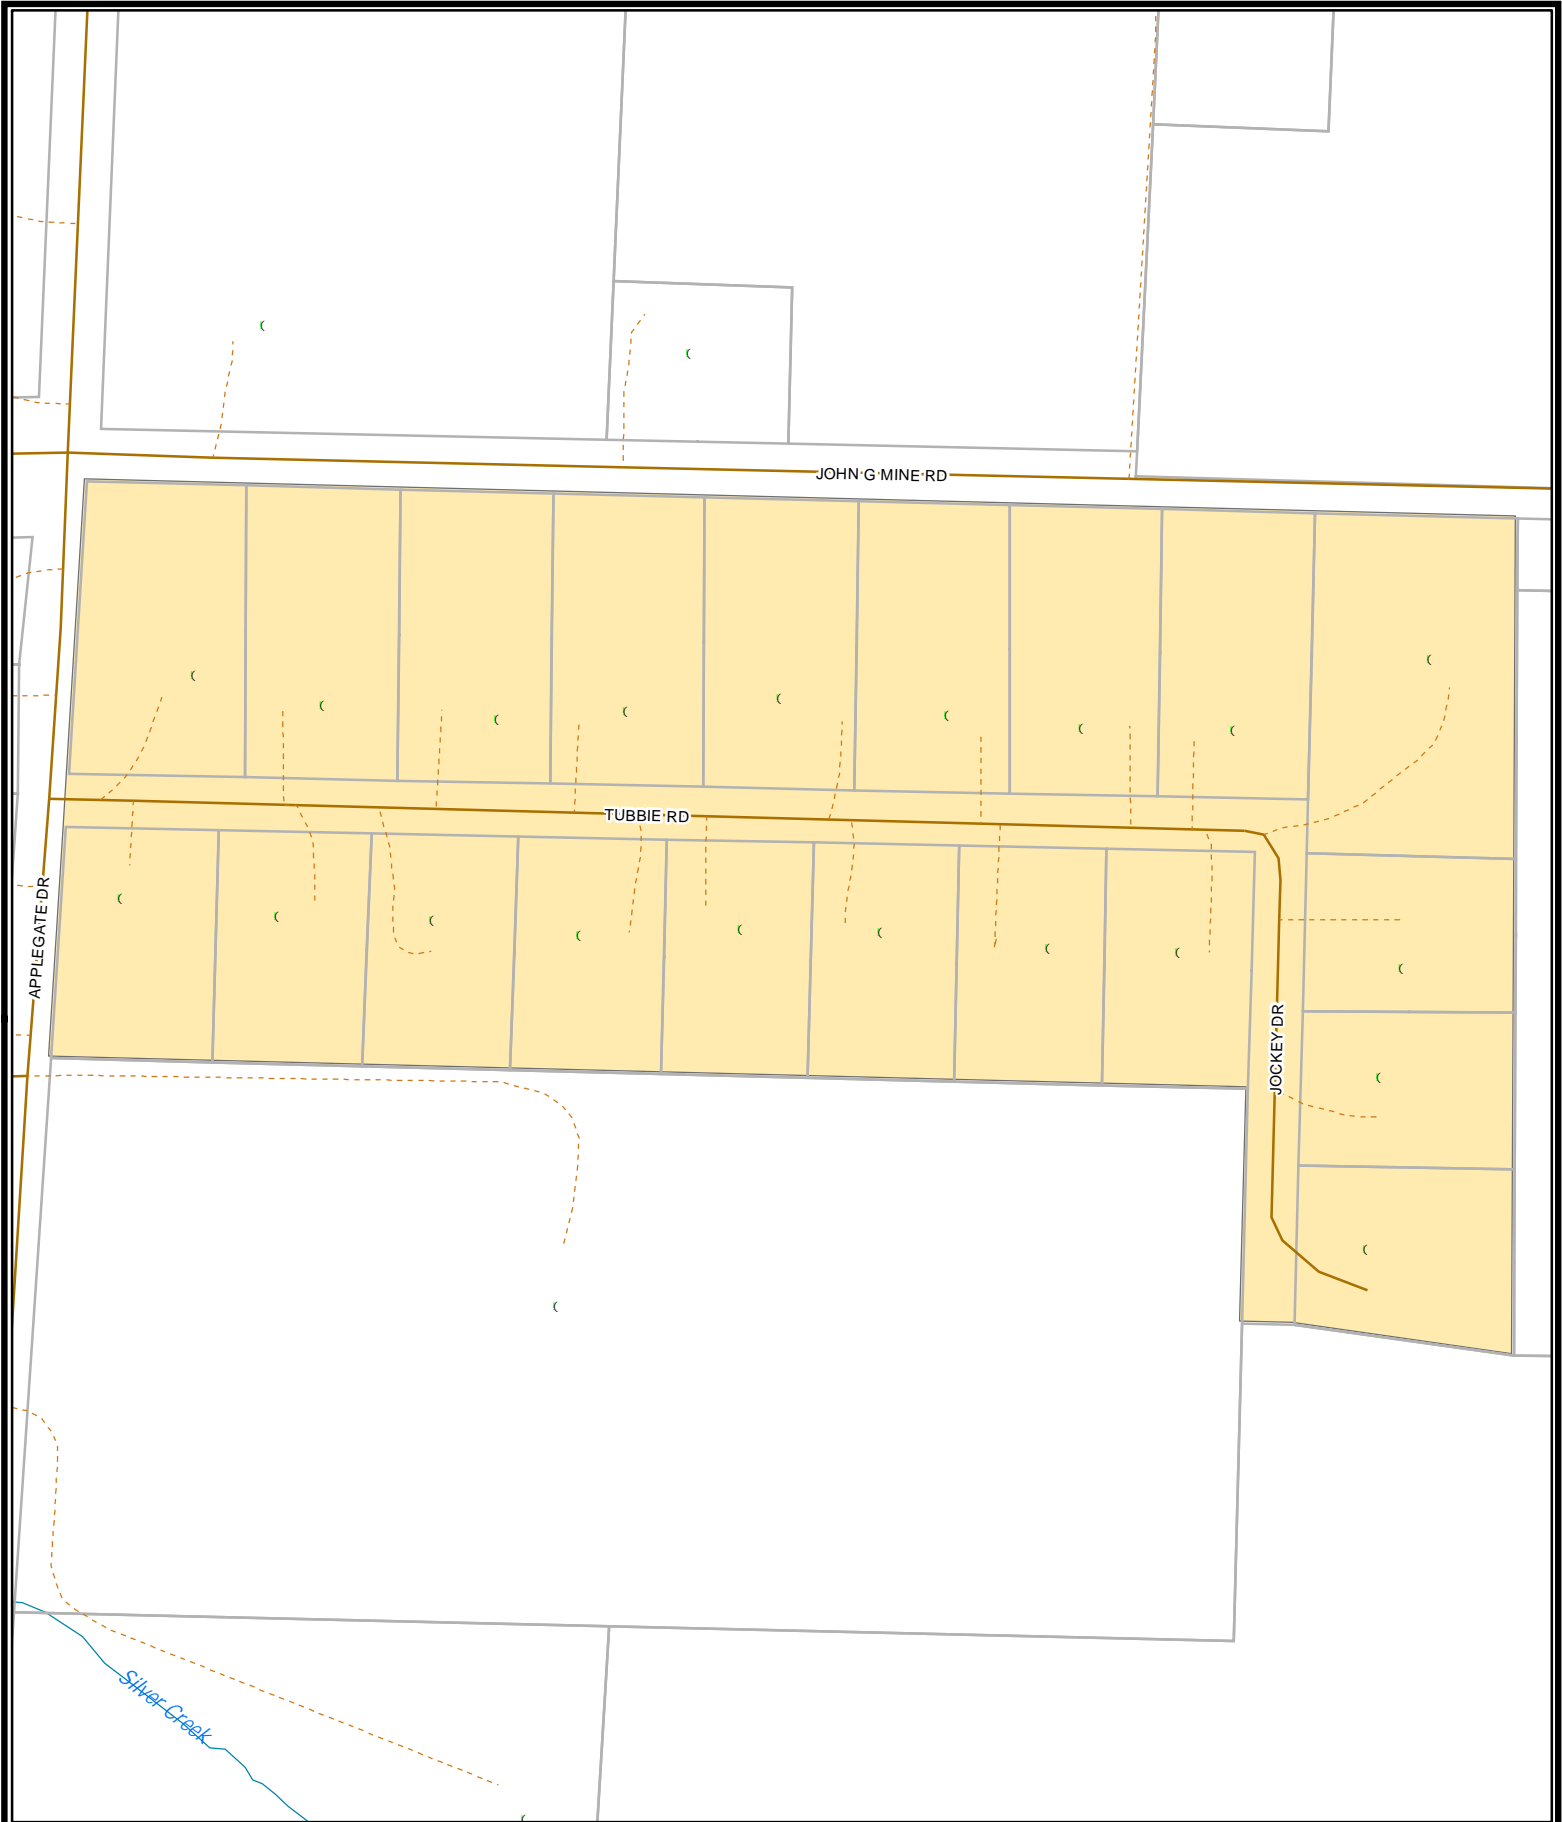 JOHN G MINE RD
TUBBIE RD
APPLEGATE DR
JOCKEY DR
Silver Creek